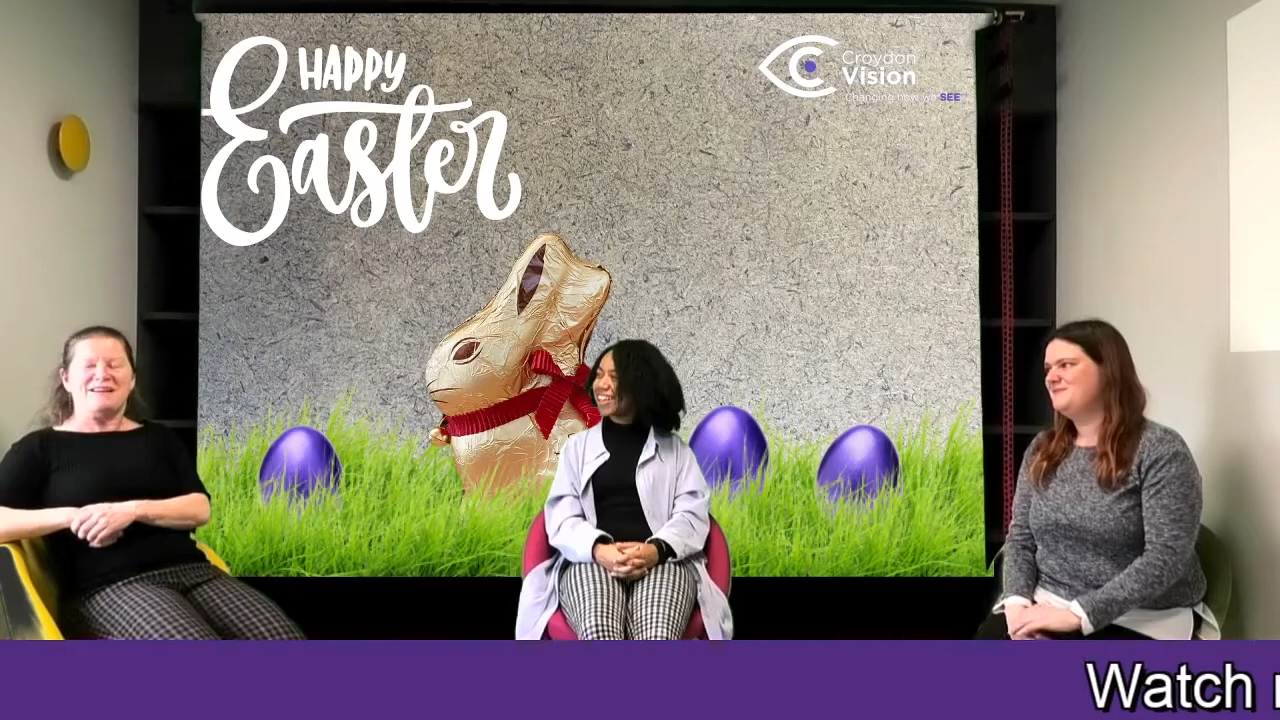 HAPPY
Easter
Croydon
Vision
Changing how we SEE
Watch